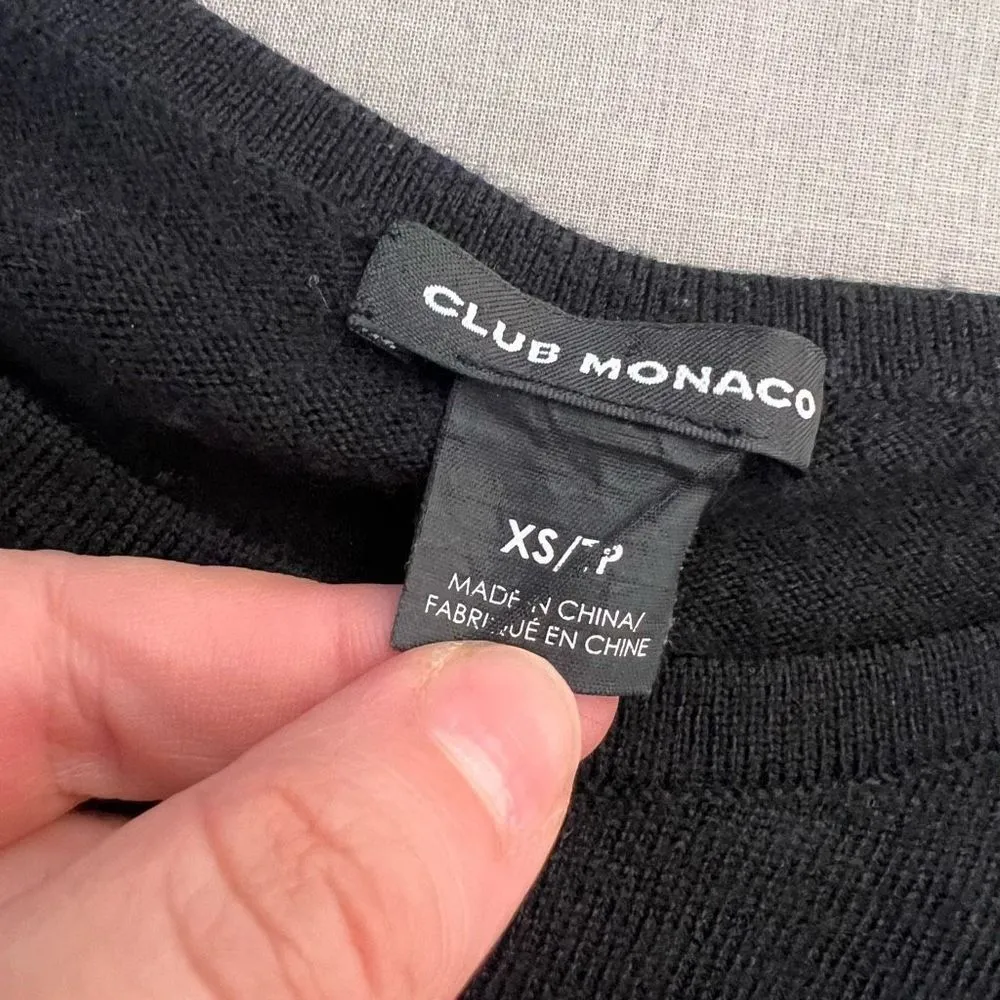 CLUB MONACO
XS/TP
MADE IN CHINA/
FABRIQUÉ EN CHINE